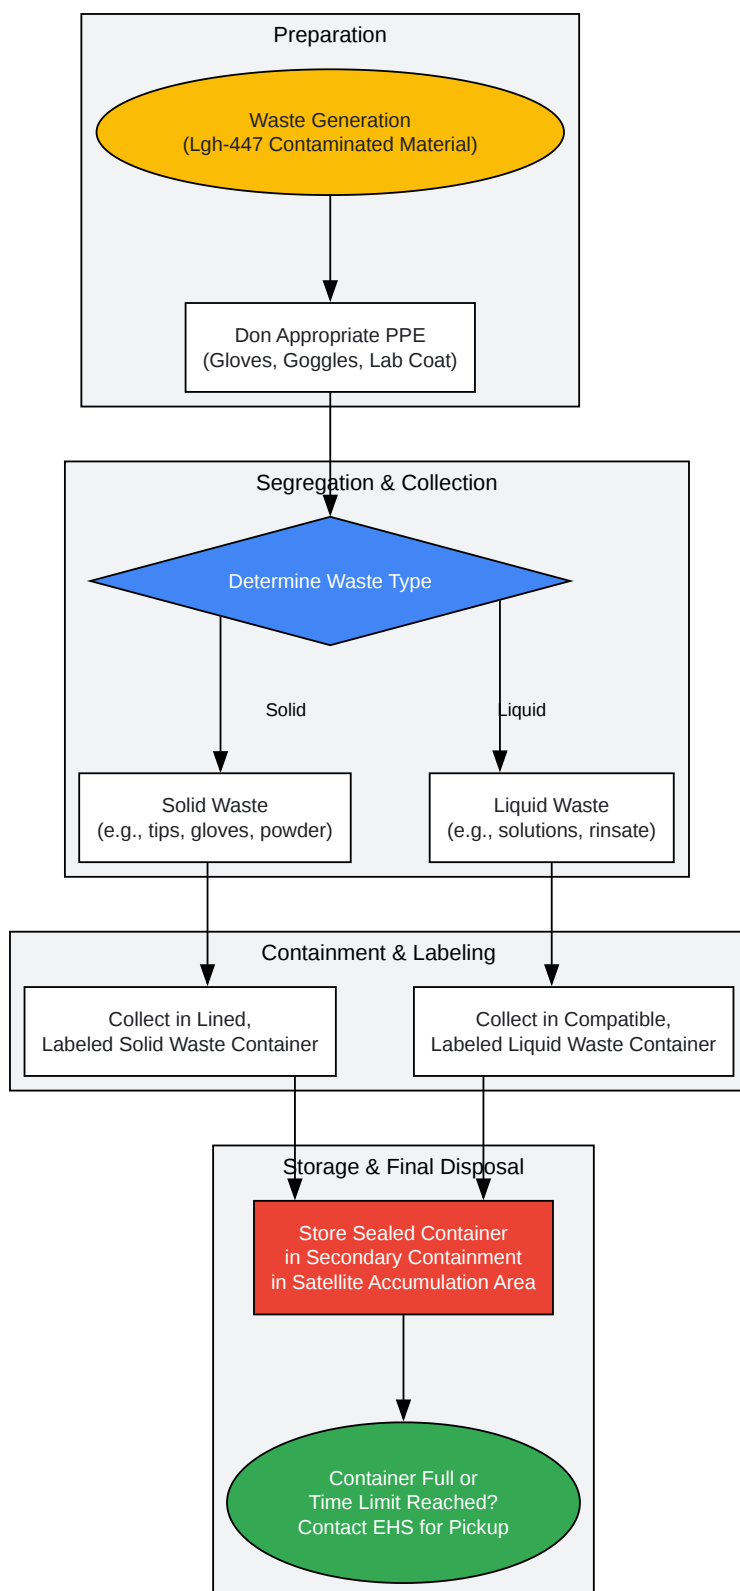 Preparation
Waste Generation
(Lgh-447 Contaminated Material)
Don Appropriate PPE
(Gloves, Goggles, Lab Coat)
Segregation & Collection
Determine Waste Type
Solid
Liquid
Solid Waste
(e.g., tips, gloves, powder)
Liquid Waste
(e.g., solutions, rinsate)
Containment & Labeling
Collect in Lined,
Labeled Solid Waste Container
Collect in Compatible,
Labeled Liquid Waste Container
Storage & Final Disposal
Store Sealed Container
in Secondary Containment
in Satellite Accumulation Area
Container Full or
Time Limit Reached?
Contact EHS for Pickup